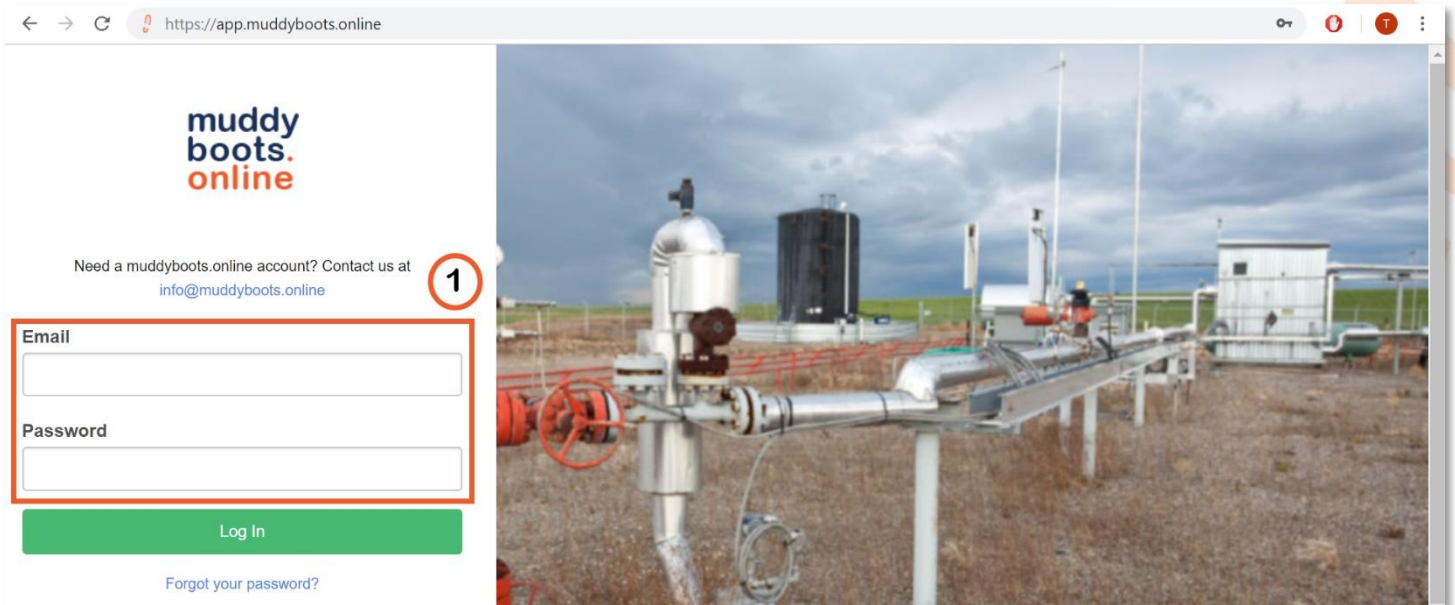 https://app.muddyboots.online
T
muddy
boots.
online
Need a muddyboots.online account? Contact us at
info@muddyboots.online
1
Email
Password
Log In
Forgot your password?